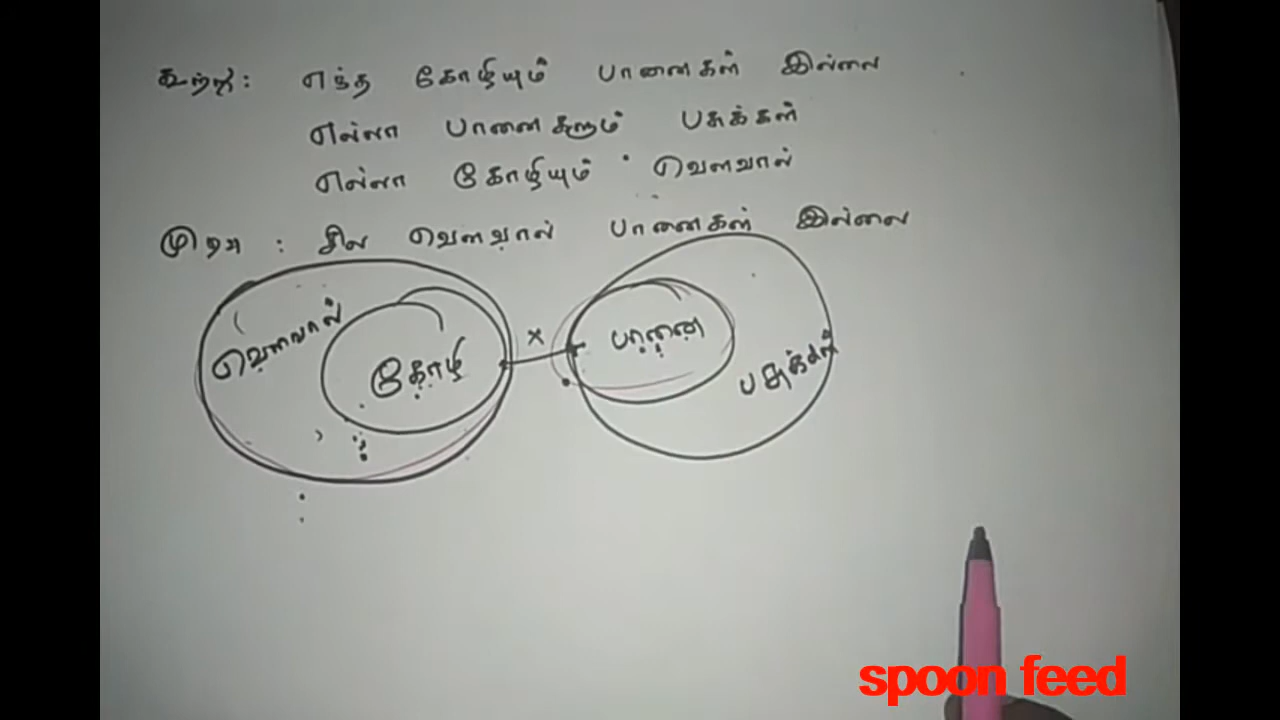 கூற்று: எந்த கோழியும் பானைகள் இல்லை
எல்லா பானைகளும் பசுக்கள்
எல்லா கோழியும் வௌவால்
முடிவு : சில வௌவால் பானைகள் இல்லை
வௌவால் கோழி x பானை பசுக்கள்
spoon feed